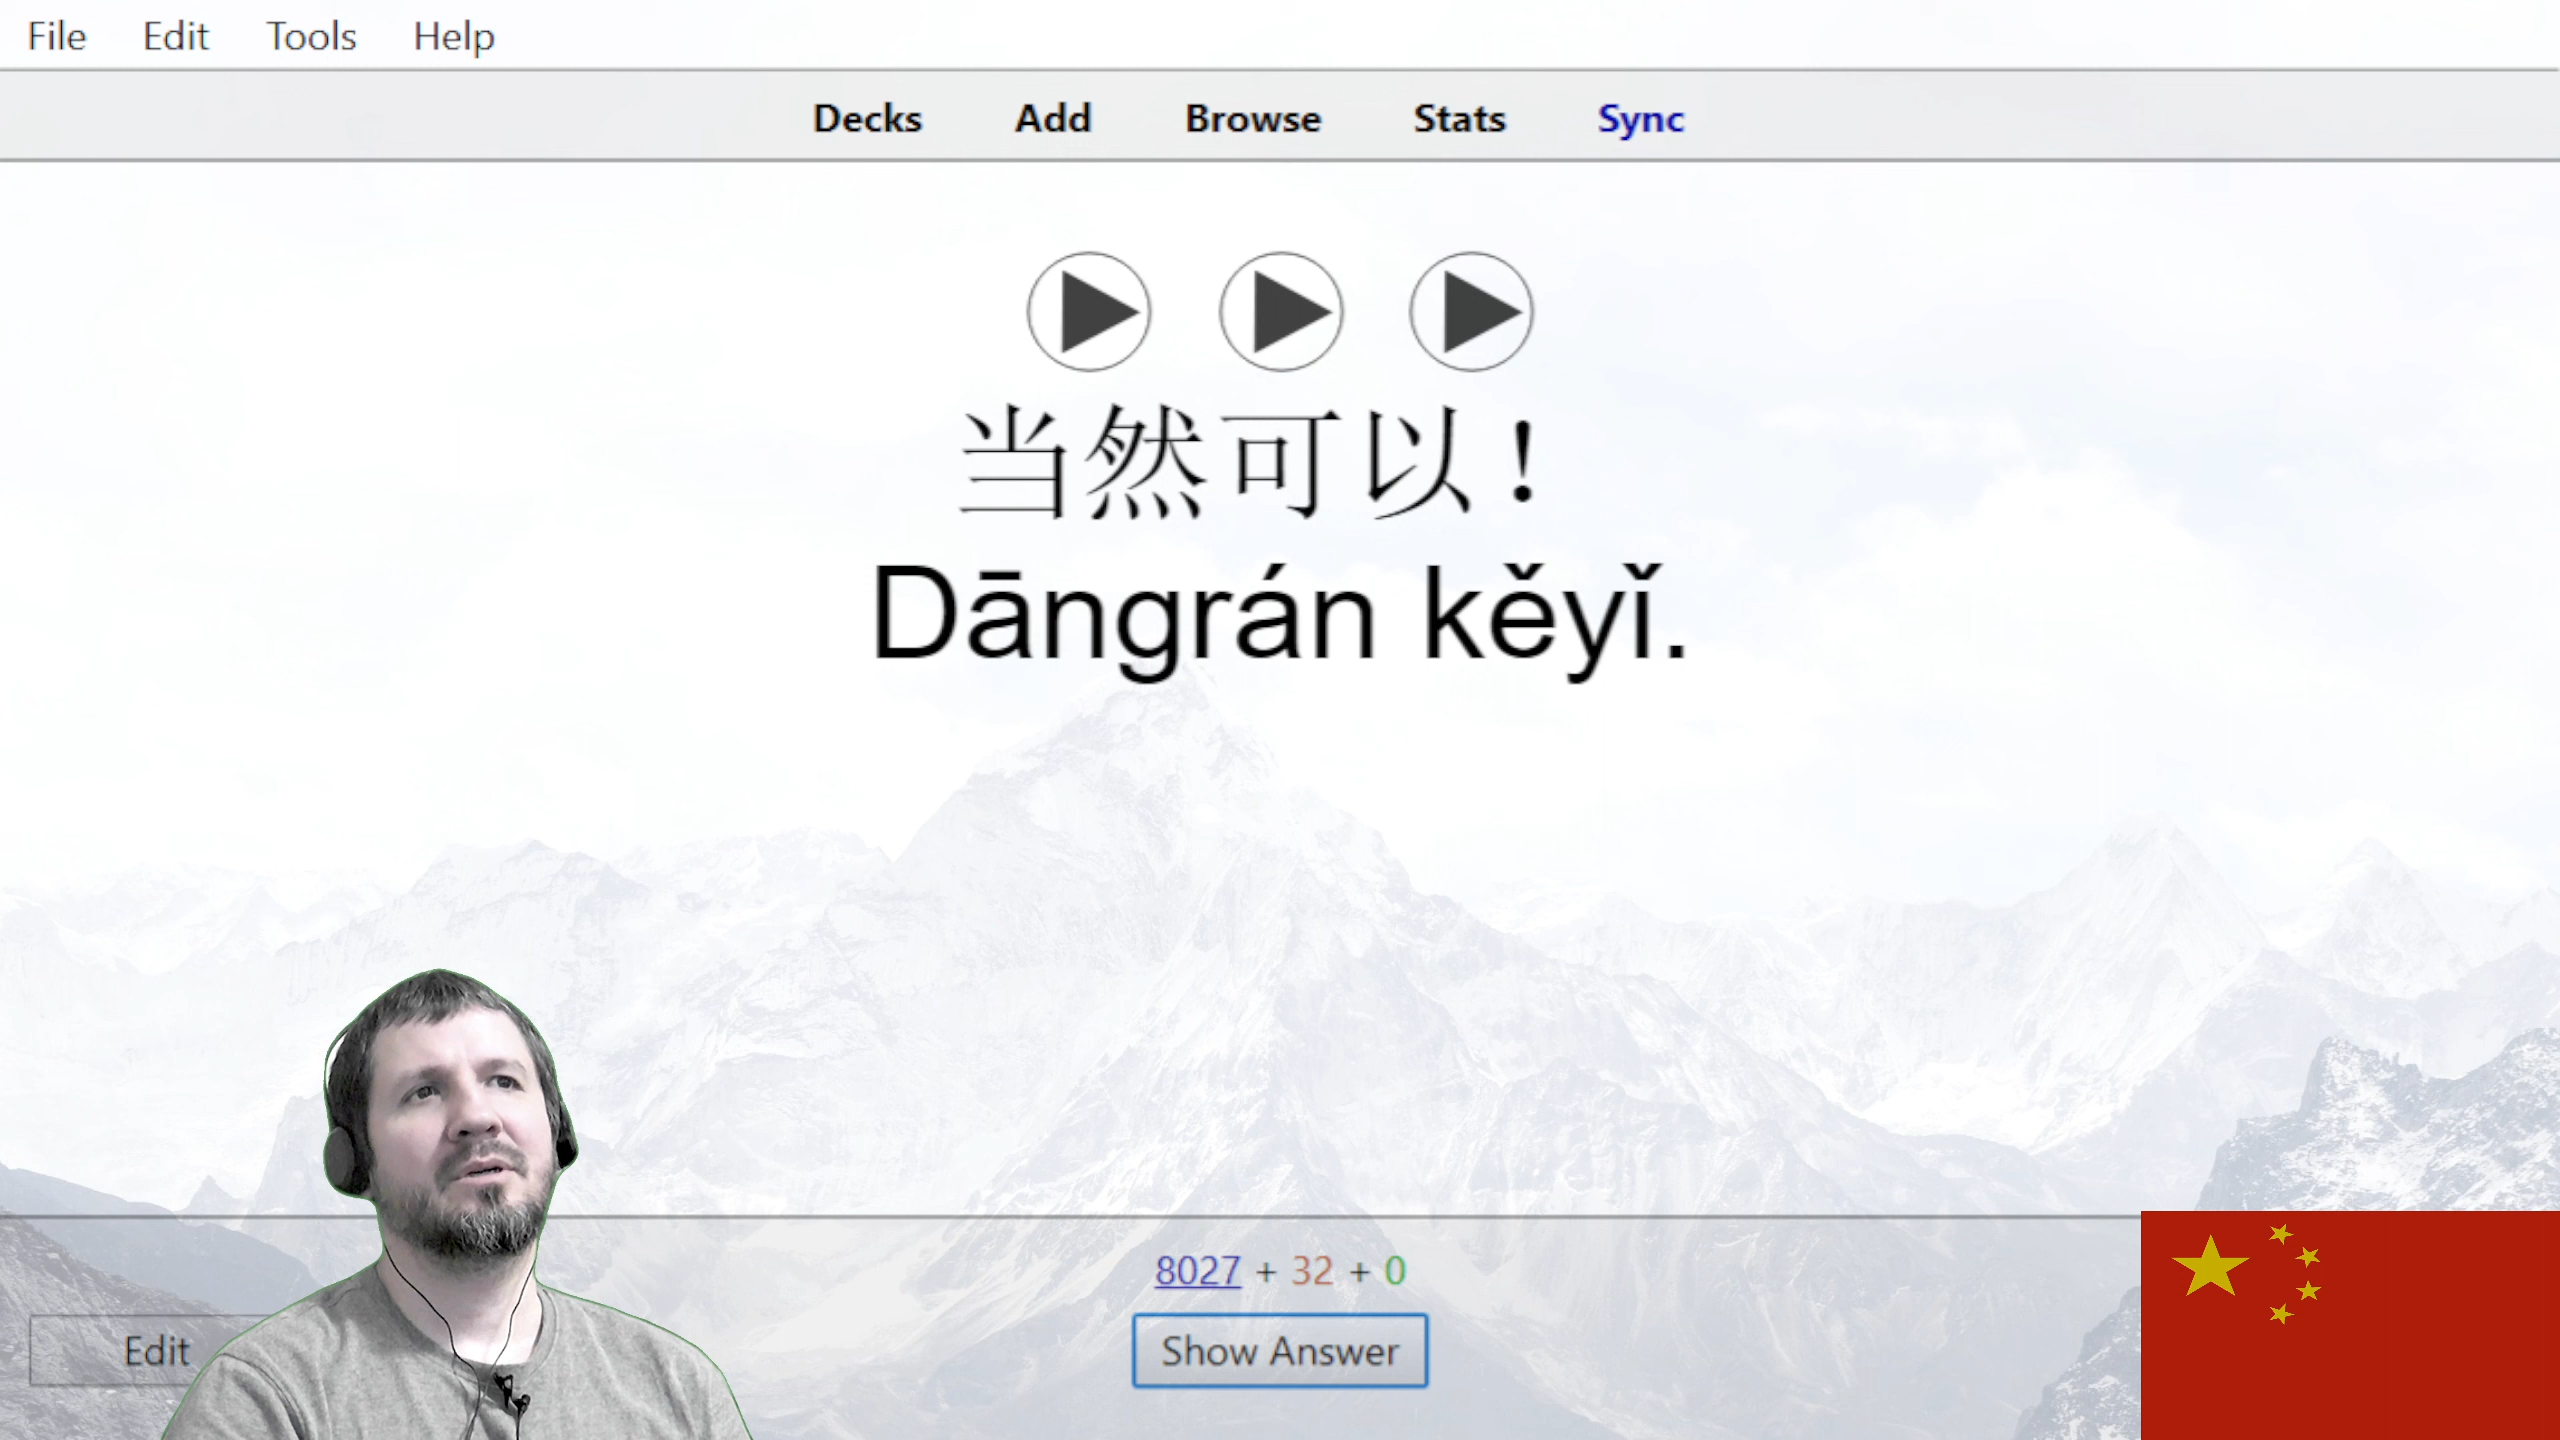 File Edit Tools Help
Decks Add Browse Stats Sync
当然可以！
Dāngrán kěyǐ.
8027 + 32 + 0
Edit Show Answer